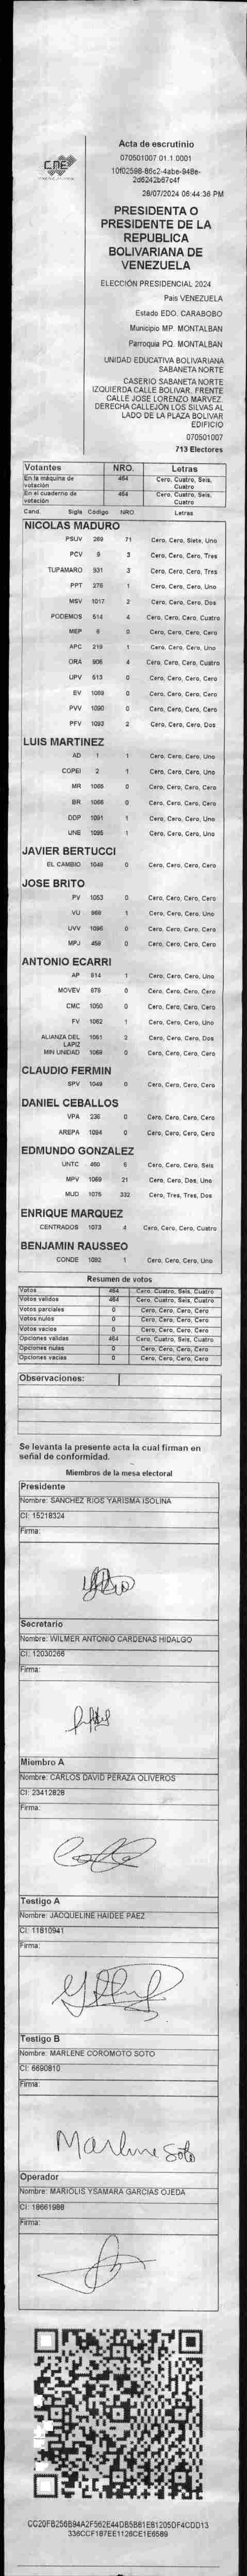 CNE
Acta de escrutinio
070501007 01.1.0001
28/07/2024 06:44:36 PM
PRESIDENTA O
PRESIDENTE DE LA
REPUBLICA
BOLIVARIANA DE
VENEZUELA
ELECCIÓN PRESIDENCIAL 2024
Pais VENEZUELA
Estado EDO. CARABOBO
Municipio MP. MONTALBAN
Parroquia PQ. MONTALBAN
UNIDAD EDUCATIVA BOLIVARIANA
SABANETA NORTE
CASERIO SABANETA NORTE
IZQUIERDA CALLE BOLIVAR. FRENTE
CALLE JOSE LORENZO MARVEZ.
DERECHA CALLEJÓN LOS SILVAS AL
LADO DE LA PLAZA BOLIVAR
EDIFICIO
070501007
713 Electores
Votantes NRO. Letras
En la máquina de votación 464 Cero, Cuatro, Seis, Cuatro
En el cuaderno de votación 464 Cero, Cuatro, Seis, Cuatro
Cand. Sigla Código NRO. Letras
NICOLAS MADURO
PSUV 269 71 Cero, Cero, Siete, Uno
PCV 9 3 Cero, Cero, Cero, Tres
TUPAMARO 931 3 Cero, Cero, Cero, Tres
PPT 276 1 Cero, Cero, Cero, Uno
MSV 1017 2 Cero, Cero, Cero, Dos
PODEMOS 514 4 Cero, Cero, Cero, Cuatro
MEP 6 0 Cero, Cero, Cero, Cero
APC 219 1 Cero, Cero, Cero, Uno
ORA 906 4 Cero, Cero, Cero, Cuatro
UPV 613 0 Cero, Cero, Cero, Cero
EV 1089 0 Cero, Cero, Cero, Cero
PVV 1090 0 Cero, Cero, Cero, Cero
PFV 1093 2 Cero, Cero, Cero, Dos
LUIS MARTINEZ
AD 1 1 Cero, Cero, Cero, Uno
COPEI 2 1 Cero, Cero, Cero, Uno
MR 1065 0 Cero, Cero, Cero, Cero
BR 1066 0 Cero, Cero, Cero, Cero
DDP 1091 1 Cero, Cero, Cero, Uno
UNE 1095 1 Cero, Cero, Cero, Uno
JAVIER BERTUCCI
EL CAMBIO 1048 0 Cero, Cero, Cero, Cero
JOSE BRITO
PV 1053 0 Cero, Cero, Cero, Cero
VU 868 1 Cero, Cero, Cero, Uno
UVV 1096 0 Cero, Cero, Cero, Cero
MPJ 458 0 Cero, Cero, Cero, Cero
ANTONIO ECARRI
AP 814 1 Cero, Cero, Cero, Uno
MOVEV 875 0 Cero, Cero, Cero, Cero
CMC 1050 0 Cero, Cero, Cero, Cero
FV 1062 1 Cero, Cero, Cero, Uno
ALIANZA DEL LAPIZ 1061 2 Cero, Cero, Cero, Dos
MIN UNIDAD 1068 0 Cero, Cero, Cero, Cero
CLAUDIO FERMIN
SPV 1049 0 Cero, Cero, Cero, Cero
DANIEL CEBALLOS
VPA 236 0 Cero, Cero, Cero, Cero
AREPA 1094 0 Cero, Cero, Cero, Cero
EDMUNDO GONZALEZ
UNTC 460 6 Cero, Cero, Cero, Seis
MPV 1069 21 Cero, Cero, Dos, Uno
MUD 1075 332 Cero, Tres, Tres, Dos
ENRIQUE MARQUEZ
CENTRADOS 1073 4 Cero, Cero, Cero, Cuatro
BENJAMIN RAUSSEO
CONDE 1092 1 Cero, Cero, Cero, Uno
Resumen de votos
Votos 464 Cero, Cuatro, Seis, Cuatro
Votos validos 464 Cero, Cuatro, Seis, Cuatro
Votos parciales 0 Cero, Cero, Cero, Cero
Votos nulos 0 Cero, Cero, Cero, Cero
Votos vacios 0 Cero, Cero, Cero, Cero
Opciones validas 464 Cero, Cuatro, Seis, Cuatro
Opciones nulas 0 Cero, Cero, Cero, Cero
Opciones vacias 0 Cero, Cero, Cero, Cero
Observaciones:
Se levanta la presente acta la cual firman en
señal de conformidad.
Miembros de la mesa electoral
Presidente
Nombre: SANCHEZ RIOS YARISMA ISOLINA
CI: 15218324
Firma:
Secretario
Nombre: WILMER ANTONIO CARDENAS HIDALGO
CI: 12030266
Firma:
Miembro A
Nombre: CARLOS DAVID PERAZA OLIVEROS
CI: 23412828
Firma:
Testigo A
Nombre: JACQUELINE HAIDEE PAEZ
CI: 11810941
Firma:
Testigo B
Nombre: MARLENE COROMOTO SOTO
CI: 6690810
Firma:
Marlene Soto
Operador
Nombre: MARIOLIS YSAMARA GARCIAS OJEDA
CI: 18661988
Firma: